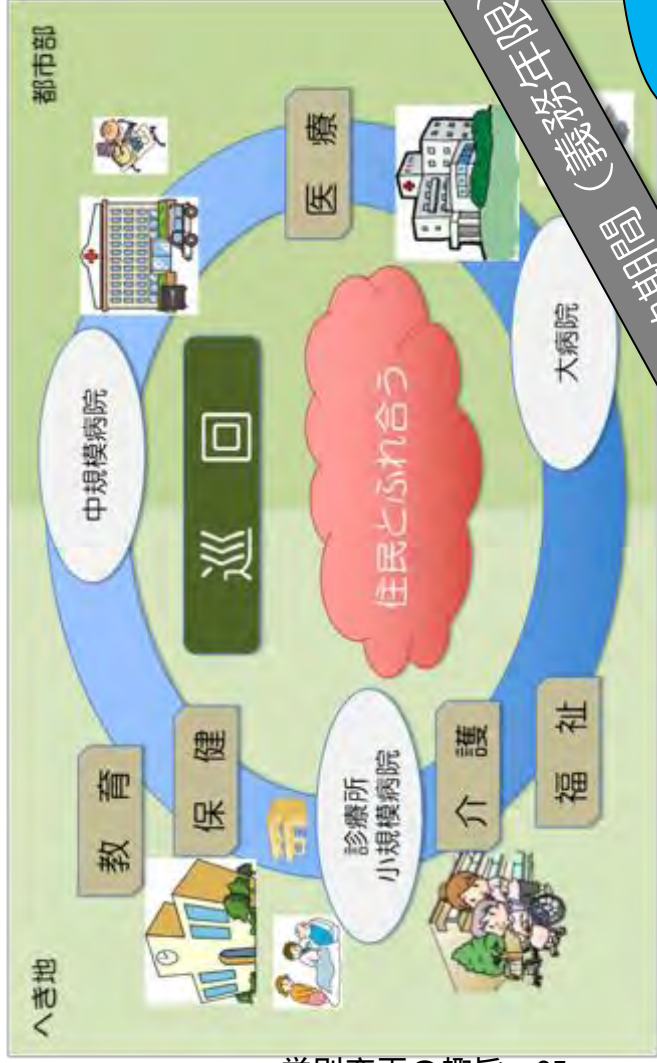 へき地
都市部
教育
保健
中規模病院
医療
巡回
住民とふれ合う
診療所
小規模病院
介護
福祉
大病院
期間（義務年限